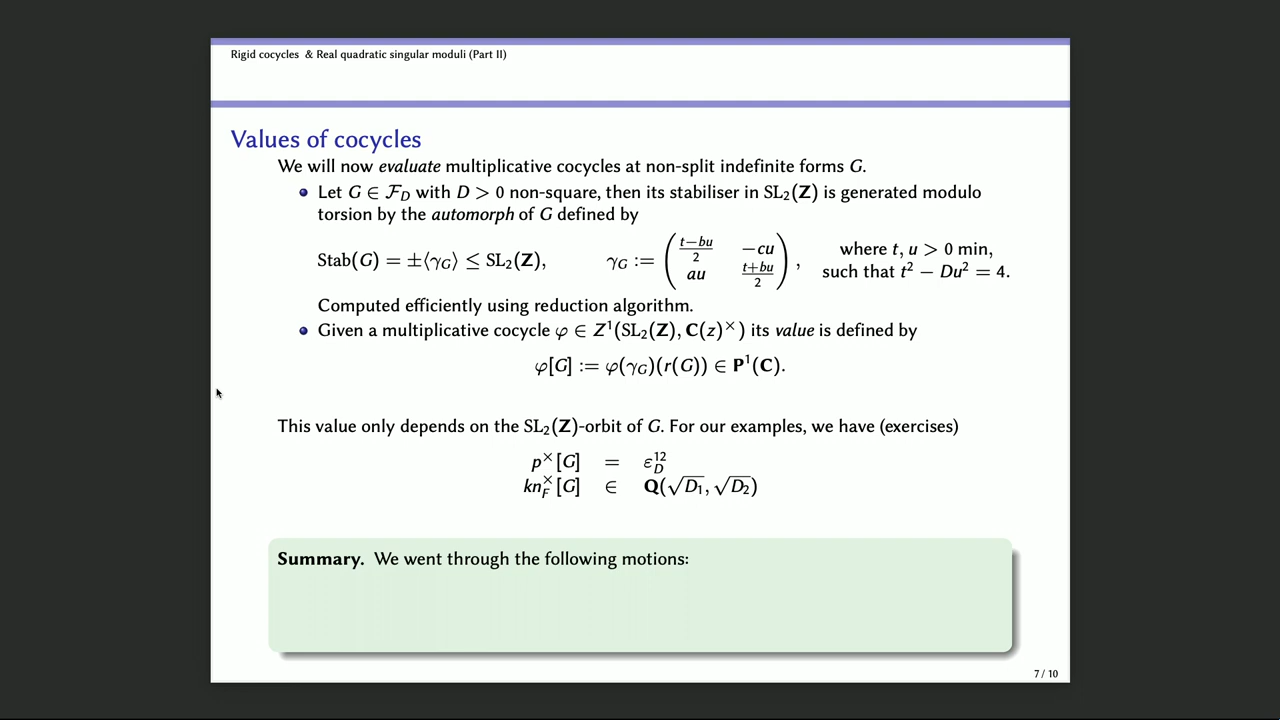 Rigid cocycles & Real quadratic singular moduli (Part II)
Values of cocycles
We will now evaluate multiplicative cocycles at non-split indefinite forms G.
Let G ∈ 𝓕_D with D > 0 non-square, then its stabiliser in SL₂(Z) is generated modulo
torsion by the automorph of G defined by
Stab(G) = ±⟨γ_G⟩ ≤ SL₂(Z), γ_G := ( (t−bu)/2 −cu ; au (t+bu)/2 ), where t, u > 0 min,
such that t² − Du² = 4.
Computed efficiently using reduction algorithm.
Given a multiplicative cocycle φ ∈ Z¹(SL₂(Z), C(z)^×) its value is defined by
φ[G] := φ(γ_G)(r(G)) ∈ P¹(C).
This value only depends on the SL₂(Z)-orbit of G. For our examples, we have (exercises)
p^×[G] = ε_D^12
kn_F^×[G] ∈ Q(√D₁, √D₂)
Summary. We went through the following motions:
7 / 10